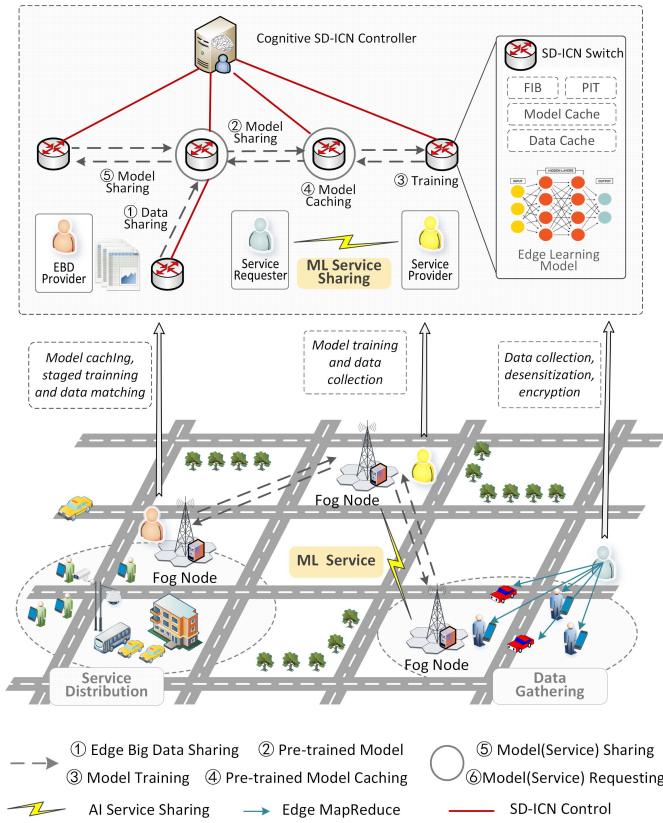 Cognitive SD-ICN Controller
SD-ICN Switch
FIB
PIT
Model Cache
Data Cache
INPUT
HIDDEN LAYERS
OUTPUT
Edge Learning
Model
② Model
Sharing
⑤ Model
Sharing
④ Model
Caching
③ Training
① Data
Sharing
EBD
Provider
Service
Requester
ML Service
Sharing
Service
Provider
Model cachIng,
staged trainning
and data matching
Model training
and data
collection
Data collection,
desensitization,
encryption
Fog Node
Fog Node
ML Service
Fog Node
Service
Distribution
Data
Gathering
① Edge Big Data Sharing
② Pre-trained Model
⑤ Model(Service) Sharing
③ Model Training
④ Pre-trained Model Caching
⑥Model(Service) Requesting
AI Service Sharing
Edge MapReduce
SD-ICN Control